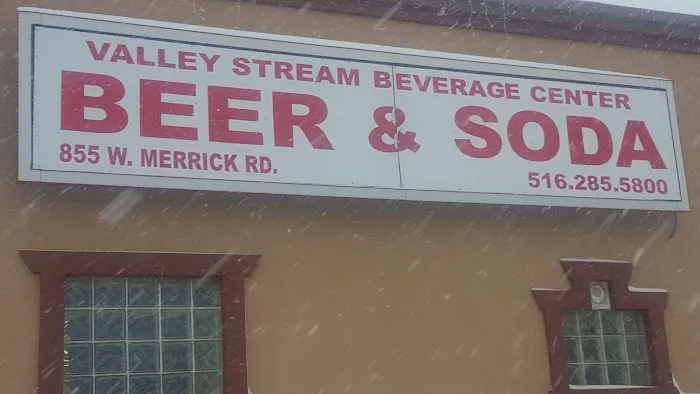 VALLEY STREAM BEVERAGE CENTER
BEER & SODA
855 W. MERRICK RD.
516.285.5800